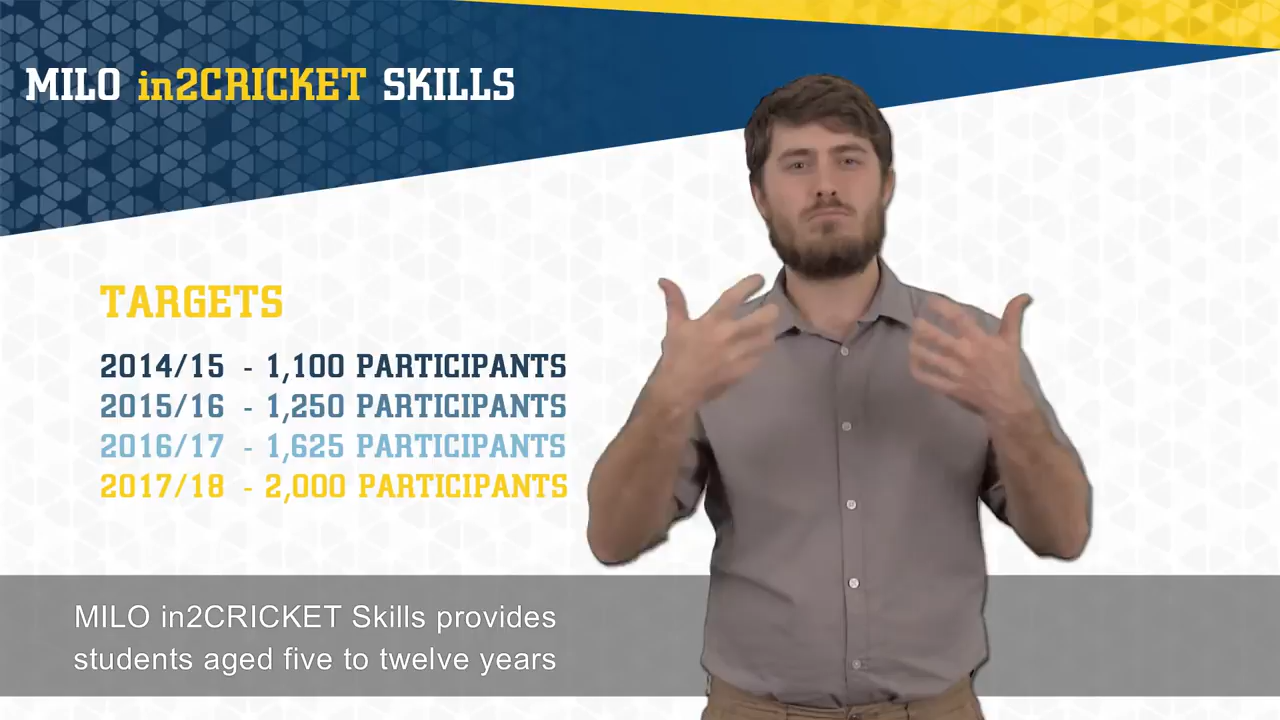 MILO in2CRICKET SKILLS
TARGETS
2014/15 - 1,100 PARTICIPANTS
2015/16 - 1,250 PARTICIPANTS
2016/17 - 1,625 PARTICIPANTS
2017/18 - 2,000 PARTICIPANTS
MILO in2CRICKET Skills provides
students aged five to twelve years